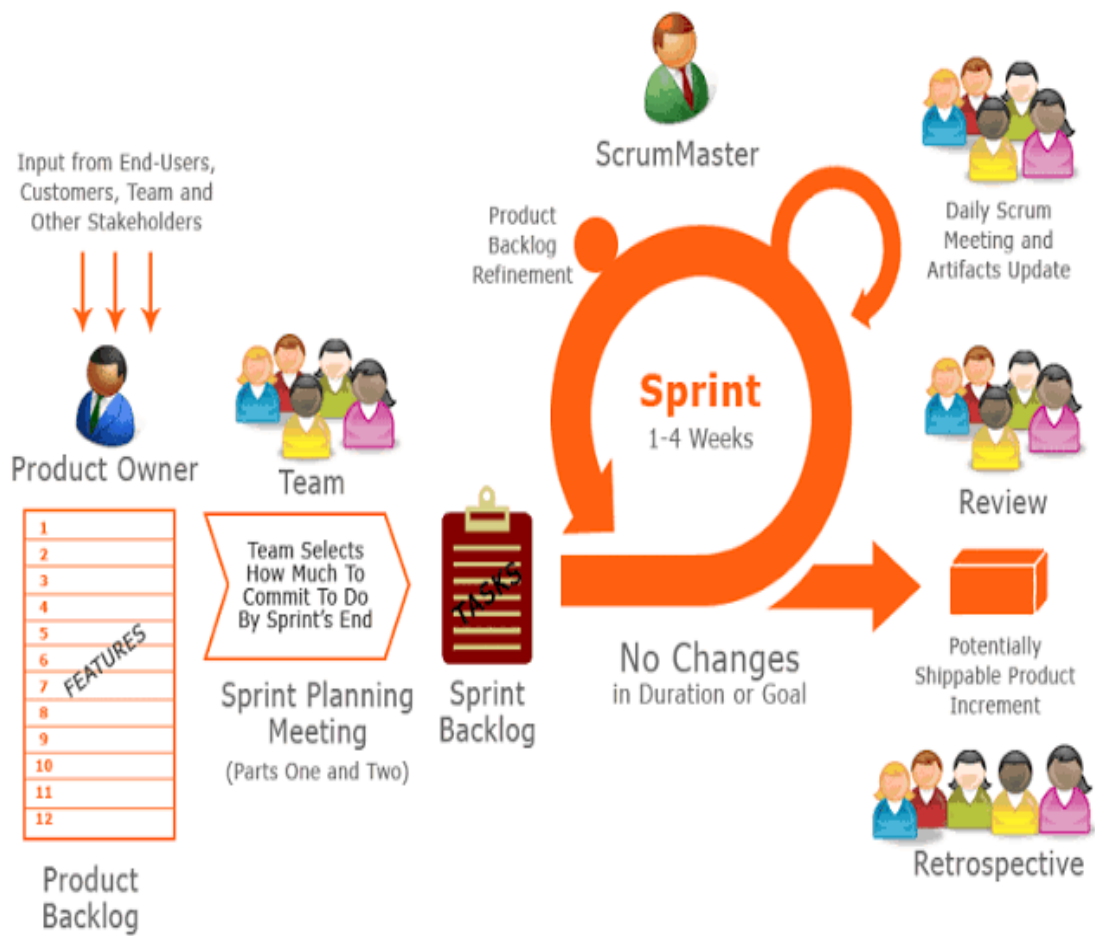 Input from End-Users,
Customers, Team and
Other Stakeholders
Product Owner
1
2
3
4
5
6
7
8
9
10
11
12
FEATURES
Product
Backlog
Team
Team Selects
How Much To
Commit To Do
By Sprint's End
Sprint Planning
Meeting
(Parts One and Two)
TASKS
Sprint
Backlog
ScrumMaster
Product
Backlog
Refinement
Sprint
1-4 Weeks
No Changes
in Duration or Goal
Daily Scrum
Meeting and
Artifacts Update
Review
Potentially
Shippable Product
Increment
Retrospective